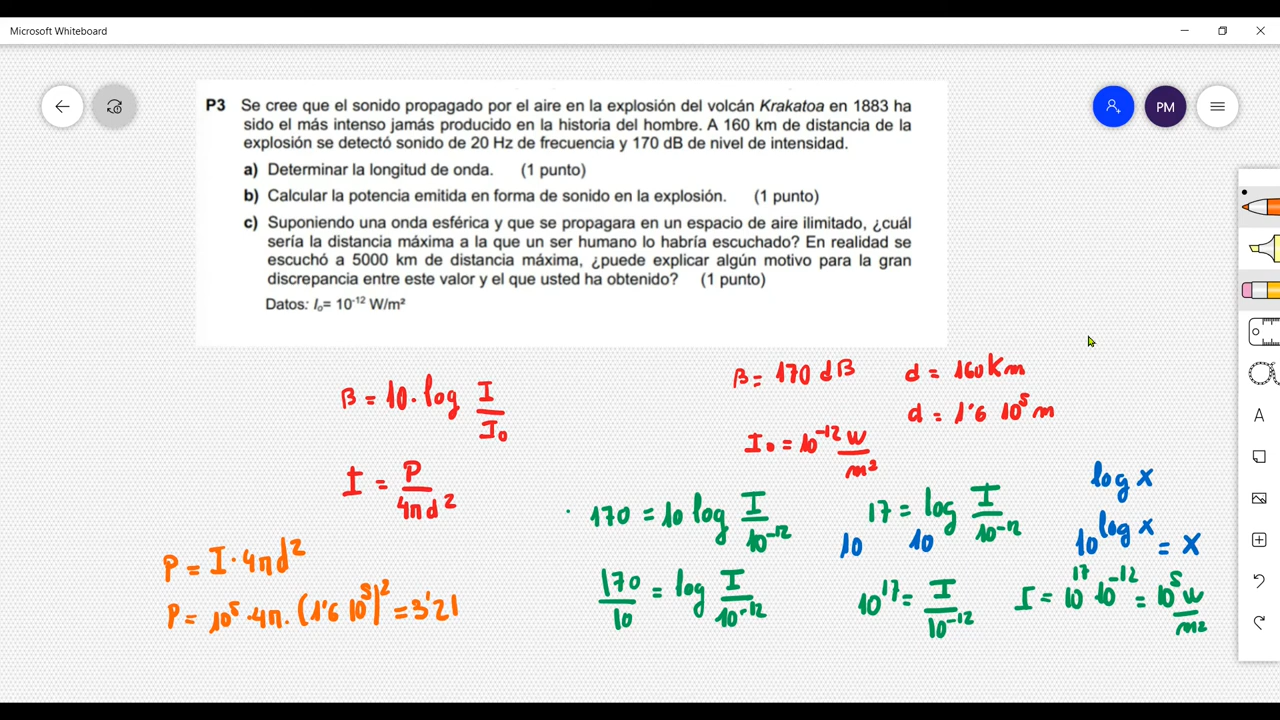 Microsoft Whiteboard
PM
P3 Se cree que el sonido propagado por el aire en la explosión del volcán Krakatoa en 1883 ha
sido el más intenso jamás producido en la historia del hombre. A 160 km de distancia de la
explosión se detectó sonido de 20 Hz de frecuencia y 170 dB de nivel de intensidad.
a) Determinar la longitud de onda. (1 punto)
b) Calcular la potencia emitida en forma de sonido en la explosión. (1 punto)
c) Suponiendo una onda esférica y que se propagara en un espacio de aire ilimitado, ¿cuál
sería la distancia máxima a la que un ser humano lo habría escuchado? En realidad se
escuchó a 5000 km de distancia máxima, ¿puede explicar algún motivo para la gran
discrepancia entre este valor y el que usted ha obtenido? (1 punto)
Datos: I₀= 10⁻¹² W/m²
β = 10 · log I/I₀
I = P/4πd²
P = I · 4πd²
P = 10⁵ · 4π · (1'6 10⁵)² = 3'21
β = 170 dB
d = 160 Km
d = 1'6 10⁵ m
I₀ = 10⁻¹² W/m²
170 = 10 log I/10⁻¹²
170/10 = log I/10⁻¹²
17 = log I/10⁻¹²
10 10
10¹⁷ = I/10⁻¹²
log x
10^log x = x
I = 10¹⁷ 10⁻¹² = 10⁵ W/m²
A